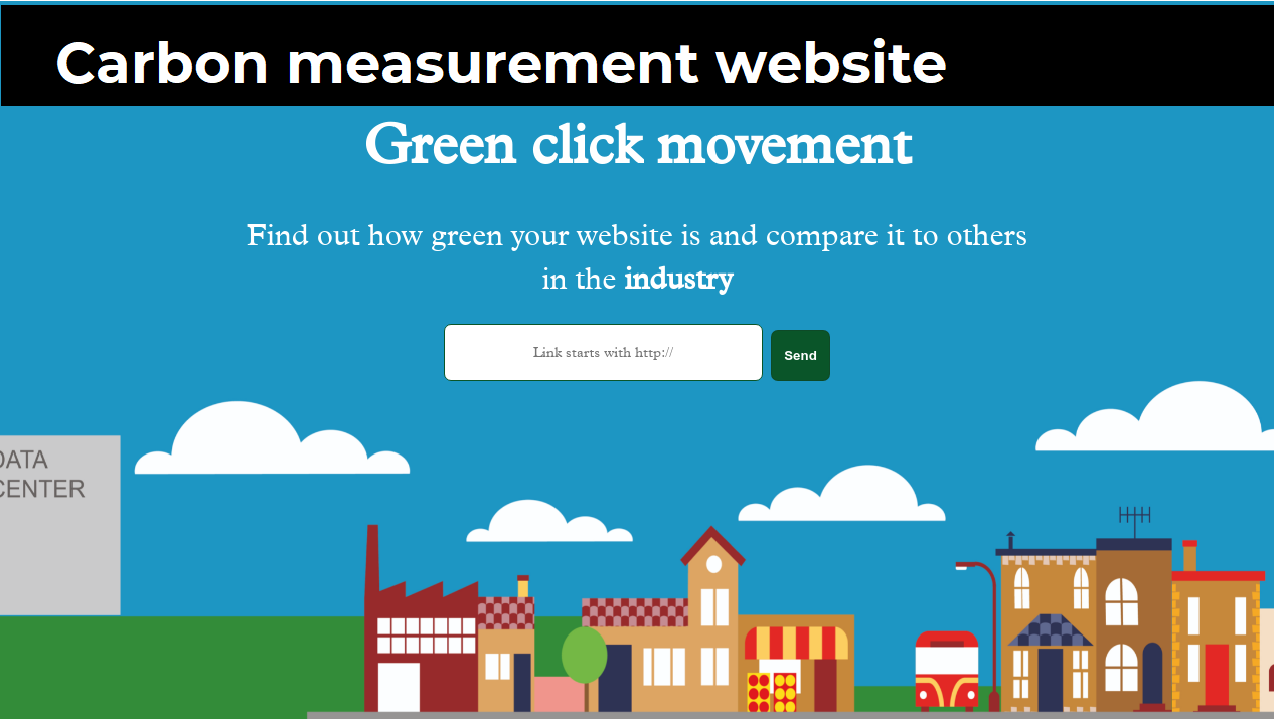 Carbon measurement website
Green click movement
Find out how green your website is and compare it to others
in the industry
Link starts with http://
Send
DATA
CENTER